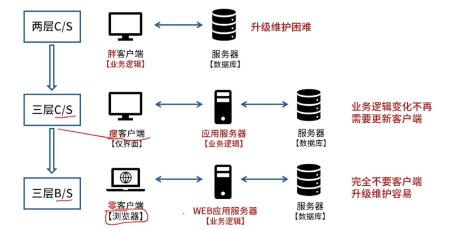 两层C/S
胖客户端
【业务逻辑】
服务器
【数据库】
升级维护困难
三层C/S
瘦客户端
【仅界面】
应用服务器
【业务逻辑】
服务器
【数据库】
业务逻辑变化不再
需要更新客户端
三层B/S
零客户端
【浏览器】
WEB应用服务器
【业务逻辑】
服务器
【数据库】
完全不要客户端
升级维护容易